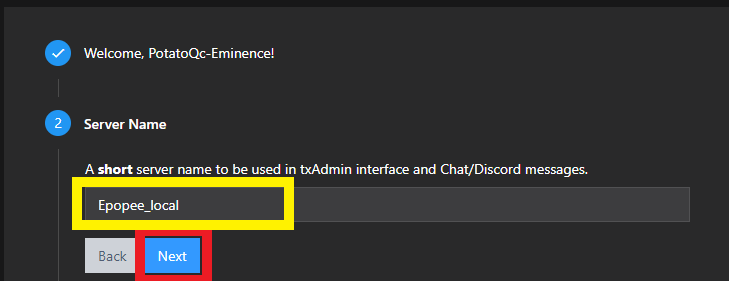 Welcome, PotatoQc-Eminence!
2 Server Name
A short server name to be used in txAdmin interface and Chat/Discord messages.
Epopee_local
Back Next